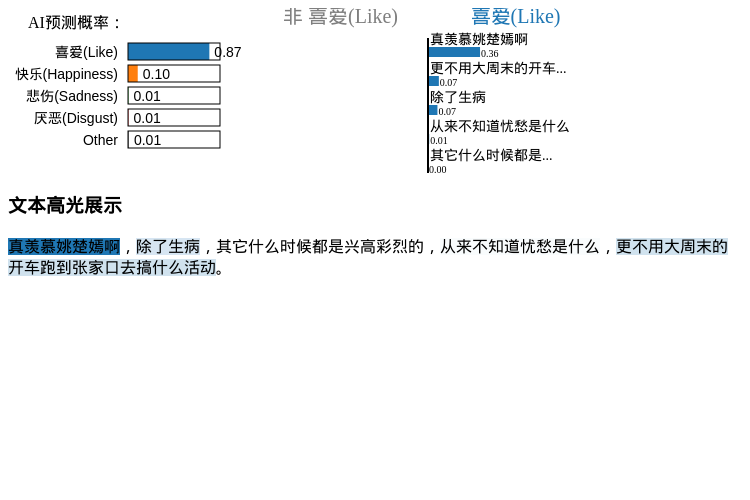 AI预测概率：
喜爱(Like) 0.87
快乐(Happiness) 0.10
悲伤(Sadness) 0.01
厌恶(Disgust) 0.01
Other 0.01
非 喜爱(Like) 喜爱(Like)
真羡慕姚楚嫣啊
0.36
更不用大周末的开车...
0.07
除了生病
0.07
从来不知道忧愁是什么
0.01
其它什么时候都是...
0.00
文本高光展示
真羡慕姚楚嫣啊，除了生病，其它什么时候都是兴高彩烈的，从来不知道忧愁是什么，更不用大周末的
开车跑到张家口去搞什么活动。